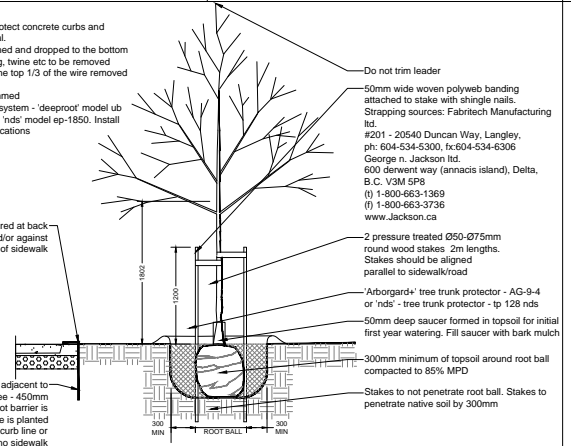 otect concrete curbs and
al.
ned and dropped to the bottom
g, twine etc to be removed
he top 1/3 of the wire removed
mmed
system - 'deeproot' model ub
'nds' model ep-1850. Install
cations
Do not trim leader
50mm wide woven polyweb banding
attached to stake with shingle nails.
Strapping sources: Fabritech Manufacturing
ltd.
#201 - 20540 Duncan Way, Langley,
ph: 604-534-5300, fx:604-534-6306
George n. Jackson ltd.
600 derwent way (annacis island), Delta,
B.C. V3M 5P8
(t) 1-800-663-1369
(f) 1-800-663-3736
www.Jackson.ca
red at back
d/or against
of sidewalk
1802
1200
2 pressure treated Ø50-Ø75mm
round wood stakes 2m lengths.
Stakes should be aligned
parallel to sidewalk/road
'Arborgard+' tree trunk protector - AG-9-4
or 'nds' - tree trunk protector - tp 128 nds
50mm deep saucer formed in topsoil for initial
first year watering. Fill saucer with bark mulch
300mm minimum of topsoil around root ball
compacted to 85% MPD
Stakes to not penetrate root ball. Stakes to
penetrate native soil by 300mm
adjacent to
ee - 450mm
ot barrier is
e is planted
curb line or
no sidewalk
300
MIN
ROOT BALL
300
MIN